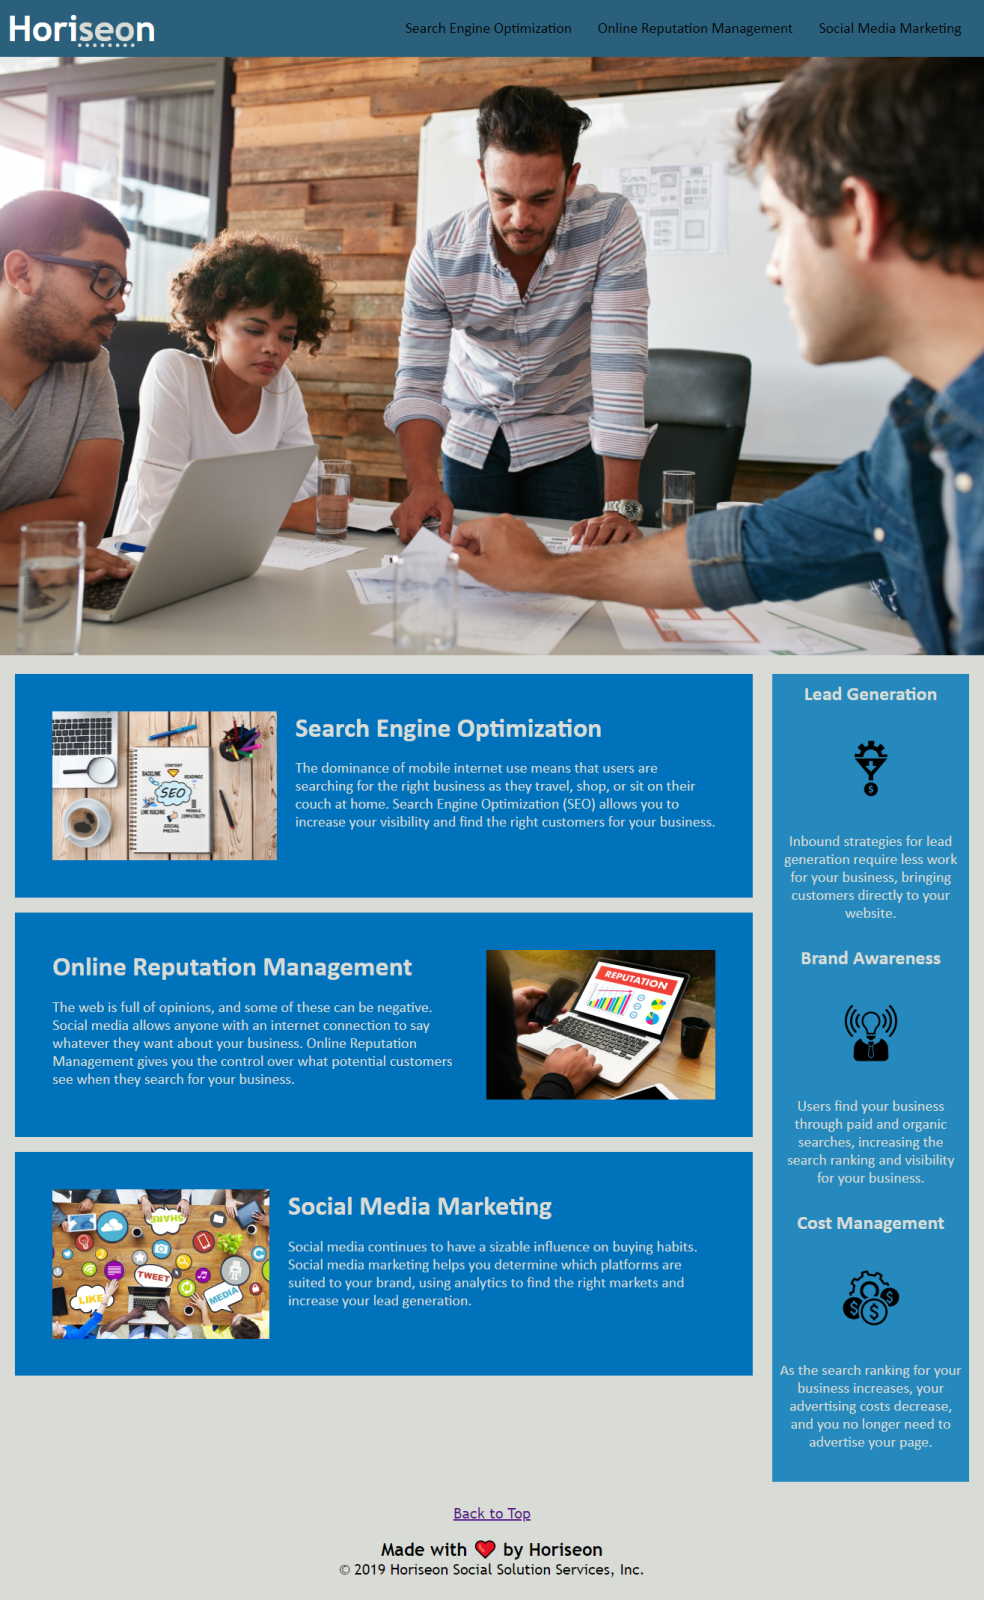 Horiseon
Search Engine Optimization
Online Reputation Management
Social Media Marketing
Search Engine Optimization
The dominance of mobile internet use means that users are
searching for the right business as they travel, shop, or sit on their
couch at home. Search Engine Optimization (SEO) allows you to
increase your visibility and find the right customers for your business.
CONTENT
BACKLINK
KEYWORDS
SEO
LINK BUILDING
MOBILE
COMPATIBILITY
SOCIAL
MEDIA
Online Reputation Management
The web is full of opinions, and some of these can be negative.
Social media allows anyone with an internet connection to say
whatever they want about your business. Online Reputation
Management gives you the control over what potential customers
see when they search for your business.
REPUTATION
Social Media Marketing
Social media continues to have a sizable influence on buying habits.
Social media marketing helps you determine which platforms are
suited to your brand, using analytics to find the right markets and
increase your lead generation.
SHARE
TWEET
LIKE
MEDIA
Lead Generation
$
Inbound strategies for lead
generation require less work
for your business, bringing
customers directly to your
website.
Brand Awareness
Users find your business
through paid and organic
searches, increasing the
search ranking and visibility
for your business.
Cost Management
$ $ $
As the search ranking for your
business increases, your
advertising costs decrease,
and you no longer need to
advertise your page.
Back to Top
Made with ❤️ by Horiseon
© 2019 Horiseon Social Solution Services, Inc.